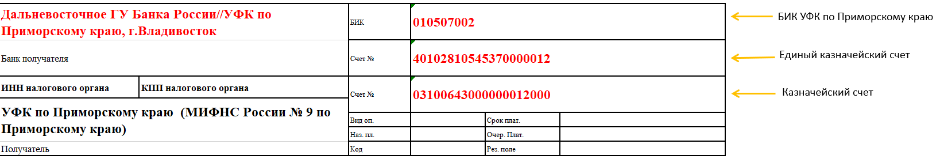 Дальневосточное ГУ Банка России//УФК по
Приморскому краю, г.Владивосток
БИК
010507002
БИК УФК по Приморскому краю
Банк получателя
Счет №
40102810545370000012
Единый казначейский счет
ИНН налогового органа
КПП налогового органа
Счет №
03100643000000012000
Казначейский счет
УФК по Приморскому краю (МИФНС России № 9 по
Приморскому краю)
Вид оп.
Срок плат.
Наз. пл.
Очер. Плат.
Получатель
Код
Рез. поле